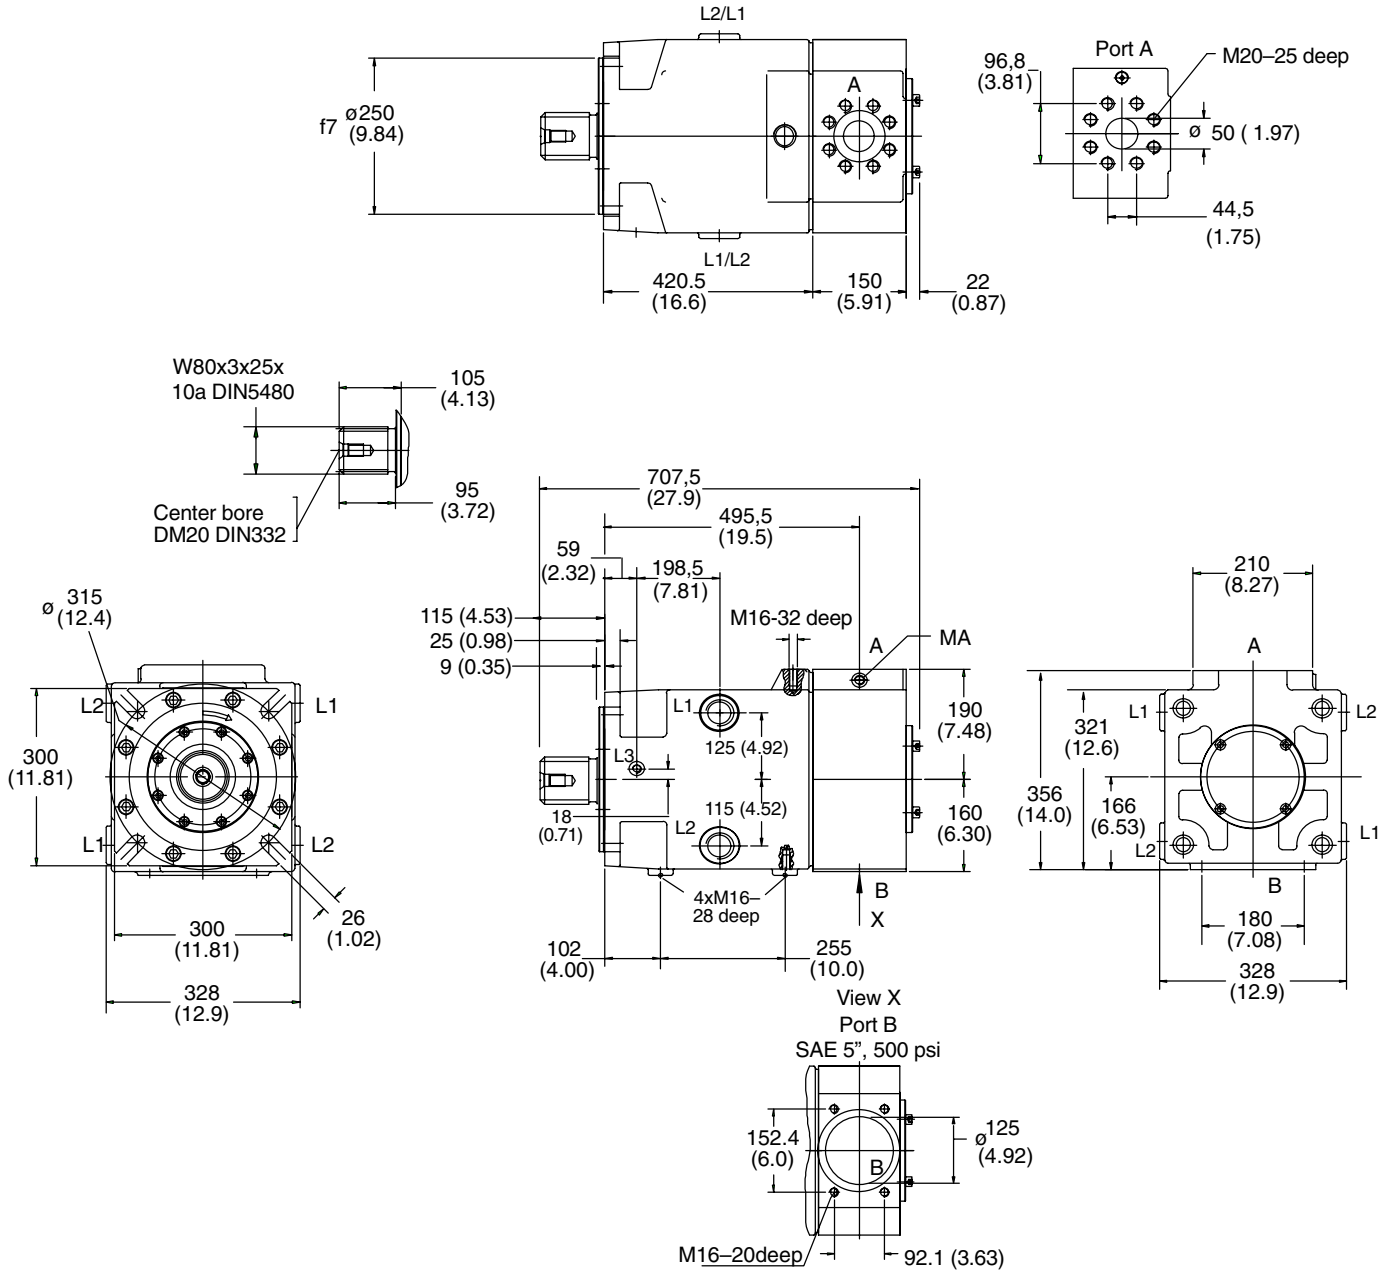 L2/L1
A
f7
ø250
(9.84)
L1/L2
420.5
(16.6)
150
(5.91)
22
(0.87)
Port A
96,8
(3.81)
M20–25 deep
ø 50 ( 1.97)
44,5
(1.75)
W80x3x25x
10a DIN5480
105
(4.13)
95
(3.72)
Center bore
DM20 DIN332
707,5
(27.9)
495,5
(19.5)
59
(2.32)
198,5
(7.81)
115 (4.53)
25 (0.98)
9 (0.35)
M16-32 deep
A
MA
L1
125 (4.92)
190
(7.48)
L3
18
(0.71)
115 (4.52)
L2
160
(6.30)
4xM16–
28 deep
B
X
102
(4.00)
255
(10.0)
ø 315
(12.4)
L2
L1
300
(11.81)
L1
L2
26
(1.02)
300
(11.81)
328
(12.9)
210
(8.27)
A
L1
L2
321
(12.6)
356
(14.0)
166
(6.53)
L1
L2
B
180
(7.08)
328
(12.9)
View X
Port B
SAE 5”, 500 psi
152.4
(6.0)
ø125
(4.92)
B
M16–20deep
92.1 (3.63)